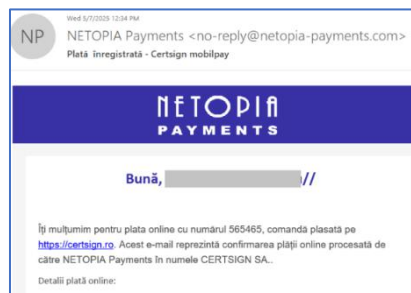 Wed 5/7/2025 12:34 PM
NP
NETOPIA Payments <no-reply@netopia-payments.com>
Plată înregistrată - Certsign mobilpay
NETOPIA
PAYMENTS
Bună, //
Îți mulțumim pentru plata online cu numărul 565465, comandă plasată pe
https://certsign.ro. Acest e-mail reprezintă confirmarea plății online procesată de
către NETOPIA Payments în numele CERTSIGN SA..
Detalii plată online: